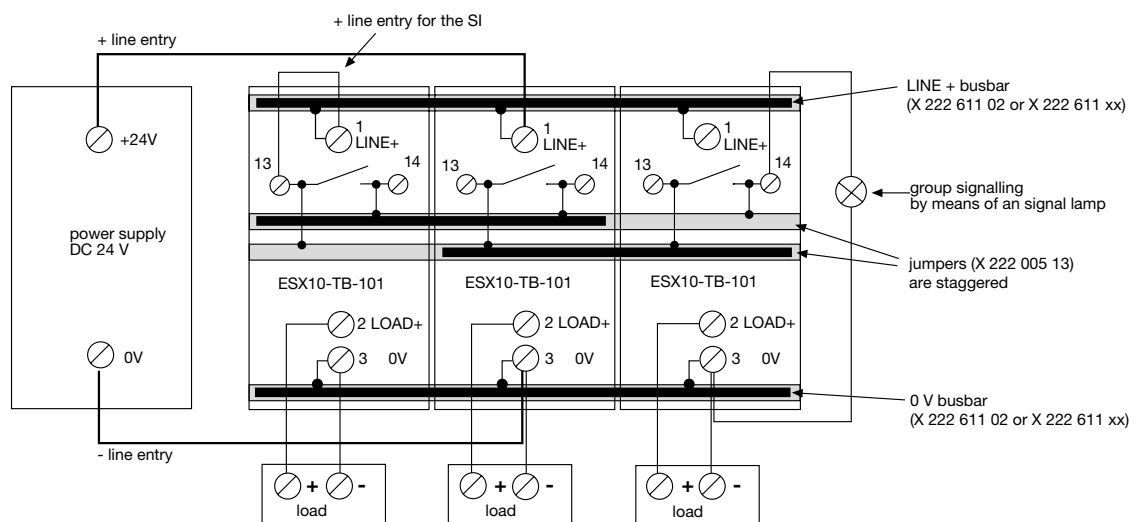 + line entry for the SI
+ line entry
LINE + busbar
(X 222 611 02 or X 222 611 xx)
+24V
1
LINE+
1
LINE+
1
LINE+
13
14
13
14
13
14
group signalling
by means of an signal lamp
power supply
DC 24 V
jumpers (X 222 005 13)
are staggered
ESX10-TB-101
ESX10-TB-101
ESX10-TB-101
2 LOAD+
2 LOAD+
2 LOAD+
0V
3 0V
3 0V
3 0V
0 V busbar
(X 222 611 02 or X 222 611 xx)
- line entry
+ -
+ -
+ -
load
load
load